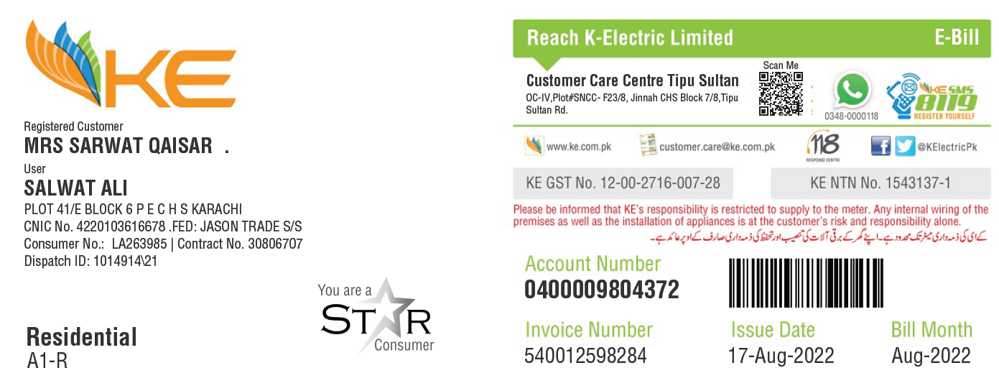 KE
Registered Customer
MRS SARWAT QAISAR .
User
SALWAT ALI
PLOT 41/E BLOCK 6 P E C H S KARACHI
CNIC No. 4220103616678 .FED: JASON TRADE S/S
Consumer No.: LA263985 | Contract No. 30806707
Dispatch ID: 1014914\21
You are a
STAR
Consumer
Residential
A1-R
Reach K-Electric Limited
E-Bill
Customer Care Centre Tipu Sultan
OC-IV,Plot#SNCC- F23/8, Jinnah CHS Block 7/8,Tipu
Sultan Rd.
Scan Me
0348-0000118
KE SMS
8119
REGISTER YOURSELF
www.ke.com.pk
customer.care@ke.com.pk
118
RESPONSE CENTRE
@KElectricPk
KE GST No. 12-00-2716-007-28
KE NTN No. 1543137-1
Please be informed that KE's responsibility is restricted to supply to the meter. Any internal wiring of the
premises as well as the installation of appliances is at the customer's risk and responsibility alone.
کے ای کی ذمہ داری میٹر تک محدود ہے۔ اپنے گھر کے برقی آلات کی تنصیب اور تحفظ کی ذمہ داری صارف کے اوپر عائد ہے۔
Account Number
0400009804372
Invoice Number
540012598284
Issue Date
17-Aug-2022
Bill Month
Aug-2022